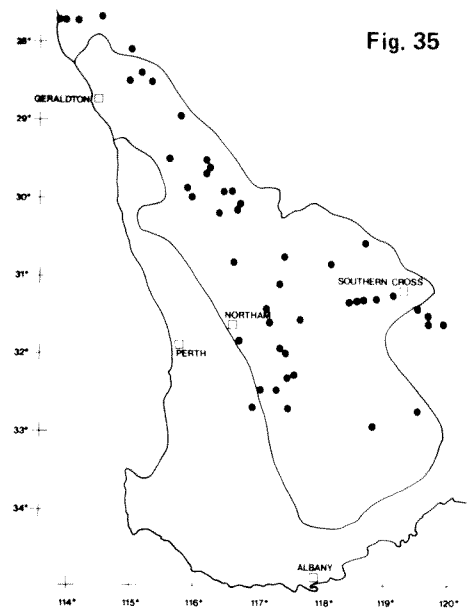 Fig. 35
28°
GERALDTON
29°
30°
31°
SOUTHERN CROSS
NORTHAM
32°
PERTH
33°
34°
ALBANY
114°
115°
116°
117°
118°
119°
120°